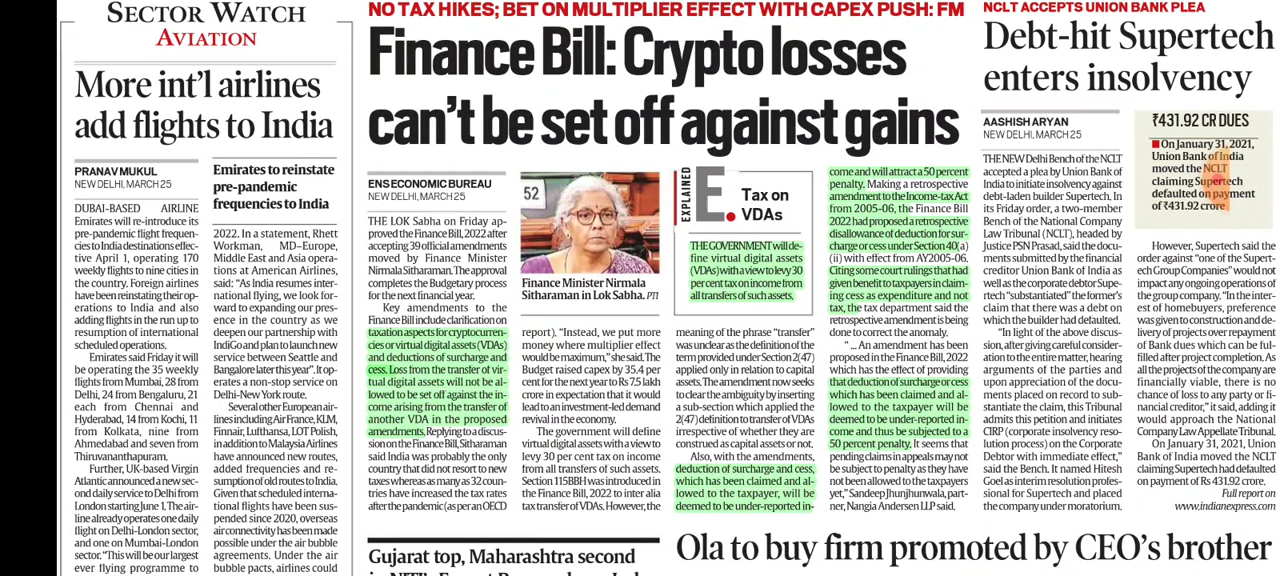 SECTOR WATCH
AVIATION
More int'l airlines
add flights to India
PRANAV MUKUL
NEW DELHI, MARCH 25
DUBAI-BASED AIRLINE
Emirates will re-introduce its
pre-pandemic flight frequen-
cies to India destinations effec-
tive April 1, operating 170
weekly flights to nine cities in
the country. Foreign airlines
have been reinstating their op-
erations to India and also
adding flights in the run up to
resumption of international
scheduled operations.
Emirates said Friday it will
be operating the 35 weekly
flights from Mumbai, 28 from
Delhi, 24 from Bengaluru, 21
each from Chennai and
Hyderabad, 14 from Kochi, 11
from Kolkata, nine from
Ahmedabad and seven from
Thiruvananthapuram.
Further, UK-based Virgin
Atlantic announced a new sec-
ond daily service to Delhi from
London starting June 1. The air-
line already operates one daily
flight on Delhi-London sector,
and one on Mumbai-London
sector. "This will be our largest
ever flying programme to
Emirates to reinstate
pre-pandemic
frequencies to India
2022. In a statement, Rhett
Workman, MD–Europe,
Middle East and Asia oper-
ations at American Airlines,
said: "As India resumes inter-
national flying, we look for-
ward to expanding our pres-
ence in the country as we
deepen our partnership with
IndiGo and plan to launch new
service between Seattle and
Bangalore later this year". It op-
erates a non-stop service on
Delhi-New York route.
Several other European air-
lines including Air France, KLM,
Finnair, Lufthansa, LOT Polish,
in addition to Malaysia Airlines
have announced new routes,
added frequencies and re-
sumption of old routes to India.
Given that scheduled interna-
tional flights have been sus-
pended since 2020, overseas
air connectivity has been made
possible under the air bubble
agreements. Under the air
bubble pacts, airlines could
NO TAX HIKES; BET ON MULTIPLIER EFFECT WITH CAPEX PUSH: FM
Finance Bill: Crypto losses
can't be set off against gains
ENS ECONOMIC BUREAU
NEW DELHI, MARCH 25
THE LOK Sabha on Friday ap-
proved the Finance Bill, 2022 after
accepting 39 official amendments
moved by Finance Minister
Nirmala Sitharaman. The approval
completes the Budgetary process
for the next financial year.
Key amendments to the
Finance Bill include clarification on
taxation aspects for cryptocurren-
cies or virtual digital assets (VDAs)
and deductions of surcharge and
cess. Loss from the transfer of vir-
tual digital assets will not be al-
lowed to be set off against the in-
come arising from the transfer of
another VDA in the proposed
amendments. Replying to a discus-
sion on the Finance Bill, Sitharaman
said India was probably the only
country that did not resort to new
taxes whereas as many as 32 coun-
tries have increased the tax rates
after the pandemic (as per an OECD
52
Finance Minister Nirmala
Sitharaman in Lok Sabha. PTI
report). "Instead, we put more
money where multiplier effect
would be maximum," she said. The
Budget raised capex by 35.4 per
cent for the next year to Rs 7.5 lakh
crore in expectation that it would
lead to an investment-led demand
revival in the economy.
The government will define
virtual digital assets with a view to
levy 30 per cent tax on income
from all transfers of such assets.
Section 115BBH was introduced in
the Finance Bill, 2022 to inter alia
tax transfer of VDAs. However, the
EXPLAINED
E.
Tax on
VDAs
THE GOVERNMENT will de-
fine virtual digital assets
(VDAs) with a view to levy 30
per cent tax on income from
all transfers of such assets.
meaning of the phrase "transfer"
was unclear as the definition of the
term provided under Section 2(47)
applied only in relation to capital
assets. The amendment now seeks
to clear the ambiguity by inserting
a sub-section which applied the
2(47) definition to transfer of VDAs
irrespective of whether they are
construed as capital assets or not.
Also, with the amendments,
deduction of surcharge and cess,
which has been claimed and al-
lowed to the taxpayer, will be
deemed to be under-reported in-
come and will attract a 50 percent
penalty. Making a retrospective
amendment to the Income-tax Act
from 2005-06, the Finance Bill
2022 had proposed a retrospective
disallowance of deduction for sur-
charge or cess under Section 40(a)
(ii) with effect from AY2005-06.
Citing some court rulings that had
given benefit to taxpayers in claim-
ing cess as expenditure and not
tax, the tax department said the
retrospective amendment is being
done to correct the anomaly.
"... An amendment has been
proposed in the Finance Bill, 2022
which has the effect of providing
that deduction of surcharge or cess
which has been claimed and al-
lowed to the taxpayer will be
deemed to be under-reported in-
come and thus be subjected to a
50 percent penalty. It seems that
pending claims in appeals may not
be subject to penalty as they have
not been allowed to the taxpayers
yet," Sandeep Jhunjhunwala, part-
ner, Nangia Andersen LLP said.
NCLT ACCEPTS UNION BANK PLEA
Debt-hit Supertech
enters insolvency
AASHISH ARYAN
NEW DELHI, MARCH 25
THE NEW Delhi Bench of the NCLT
accepted a plea by Union Bank of
India to initiate insolvency against
debt-laden builder Supertech, In
its Friday order, a two-member
Bench of the National Company
Law Tribunal (NCLT), headed by
Justice PSN Prasad, said the docu-
ments submitted by the financial
creditor Union Bank of India as
well as the corporate debtor Supe-
rtech "substantiated" the former's
claim that there was a debt on
which the builder had defaulted.
"In light of the above discus-
sion, after giving careful consider-
ation to the entire matter, hearing
arguments of the parties and
upon appreciation of the docu-
ments placed on record to sub-
stantiate the claim, this Tribunal
admits this petition and initiates
CIRP (corporate insolvency reso-
lution process) on the Corporate
Debtor with immediate effect,"
said the Bench. It named Hitesh
Goel as interim resolution profes-
sional for Supertech and placed
the company under moratorium.
₹431.92 CR DUES
On January 31, 2021,
Union Bank of India
moved the NCLT
claiming Supertech
defaulted on payment
of ₹431.92 crore
However, Supertech said the
order against "one of the Supert-
ech Group Companies" would not
impact any ongoing operations of
the group company. "In the inter-
est of homebuyers, preference
was given to construction and de-
livery of projects over repayment
of Bank dues which can be ful-
filled after project completion. As
all the projects of the company are
financially viable, there is no
chance of loss to any party or fi-
nancial creditor," it said, adding it
would approach the National
Company Law Appellate Tribunal.
On January 31, 2021, Union
Bank of India moved the NCLT
claiming Supertech had defaulted
on payment of Rs 431.92 crore.
Full report on
www.indianexpress.com
Gujarat top, Maharashtra second
Ola to buy firm promoted by CEO's brother